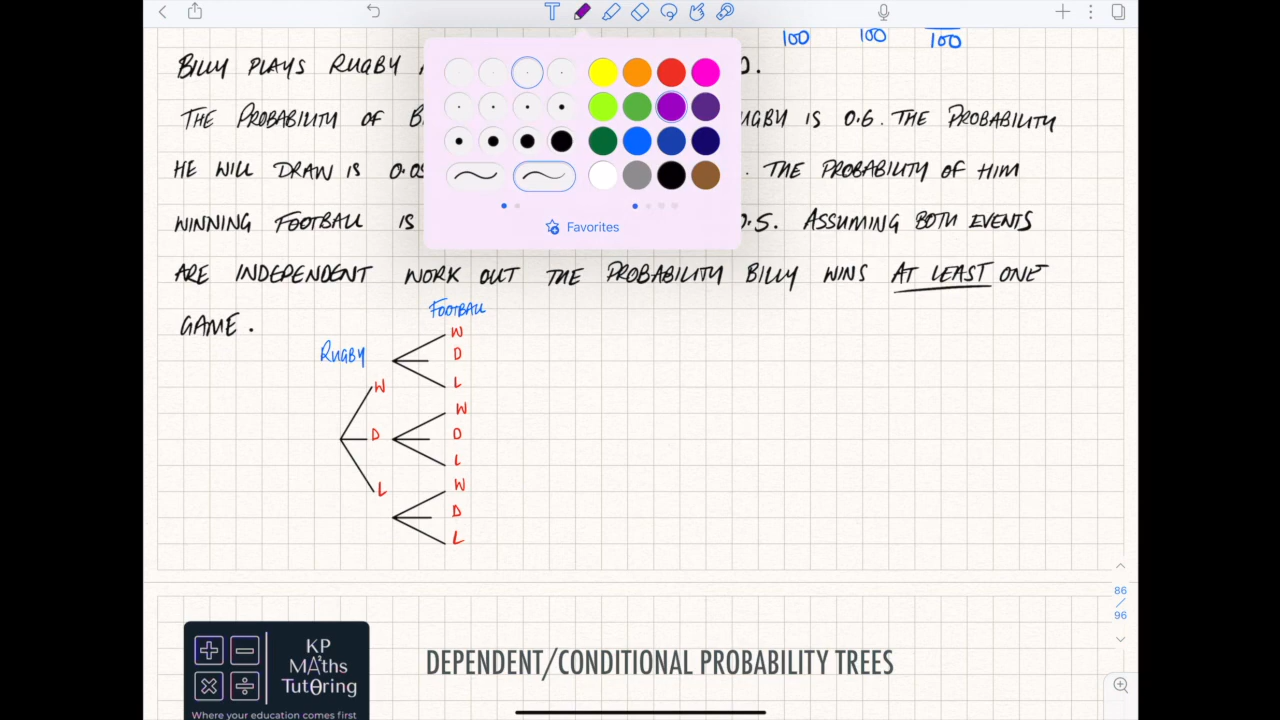 100 100 100
BILLY PLAYS RUGBY
THE PROBABILITY OF UGBY IS 0.6. THE PROBABILITY
HE WILL DRAW IS . THE PROBABILITY OF HIM
WINNING FOOTBALL IS 0.5. ASSUMING BOTH EVENTS
ARE INDEPENDENT WORK OUT THE PROBABILITY BILLY WINS AT LEAST ONE
GAME.
Favorites
FOOTBALL
RUGBY
W
D
L
W
W
D
D
L
L
W
D
L
86
/
96
KP
MAths
TutOring
Where your education comes first
DEPENDENT/CONDITIONAL PROBABILITY TREES